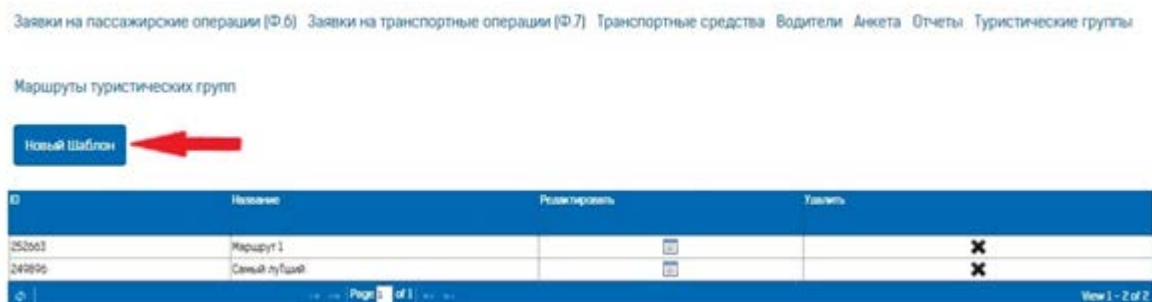 Заявки на пассажирские операции (Ф.6) Заявки на транспортные операции (Ф.7) Транспортные средства Водители Анкета Отчеты Туристические группы
Маршруты туристических групп
Новый Шаблон
ID Название Редактировать Удалить
252663 Маршрут 1
249896 Самый лубший
Page 1 of 1 View 1 - 2 of 2